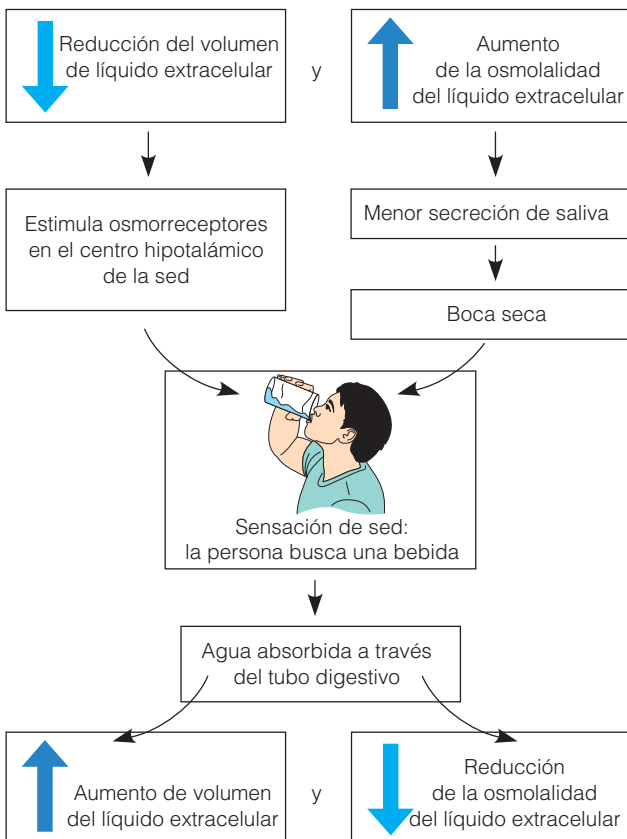 Reducción del volumen
de líquido extracelular
y
Aumento
de la osmolalidad
del líquido extracelular
Estimula osmorreceptores
en el centro hipotalámico
de la sed
Menor secreción de saliva
Boca seca
Sensación de sed:
la persona busca una bebida
Agua absorbida a través
del tubo digestivo
Aumento de volumen
del líquido extracelular
y
Reducción
de la osmolalidad
del líquido extracelular